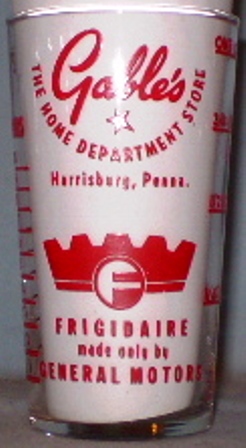 Gable's
THE HOME DEPARTMENT STORE
Harrisburg, Penna.
F
FRIGIDAIRE
made only by
GENERAL MOTORS